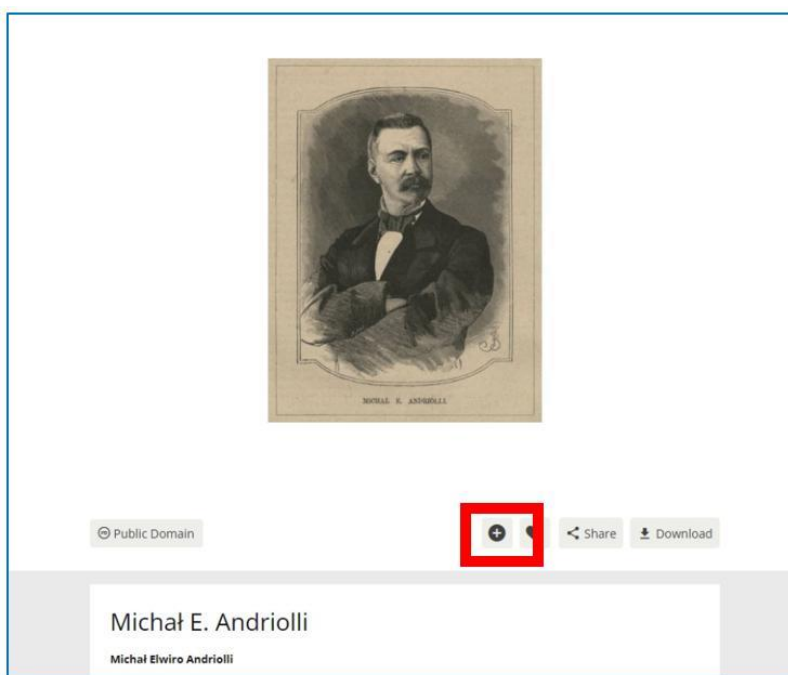 MICHAŁ E. ANDRIOLLI
Public Domain
Share
Download
Michał E. Andriolli
Michał Elwiro Andriolli